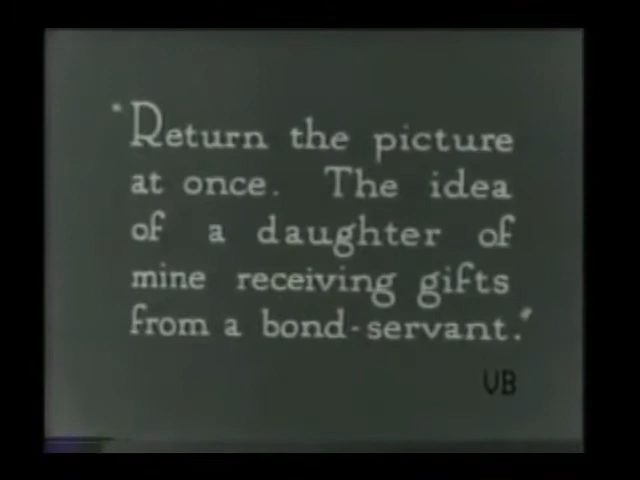 "Return the picture
at once. The idea
of a daughter of
mine receiving gifts
from a bond-servant."
VB